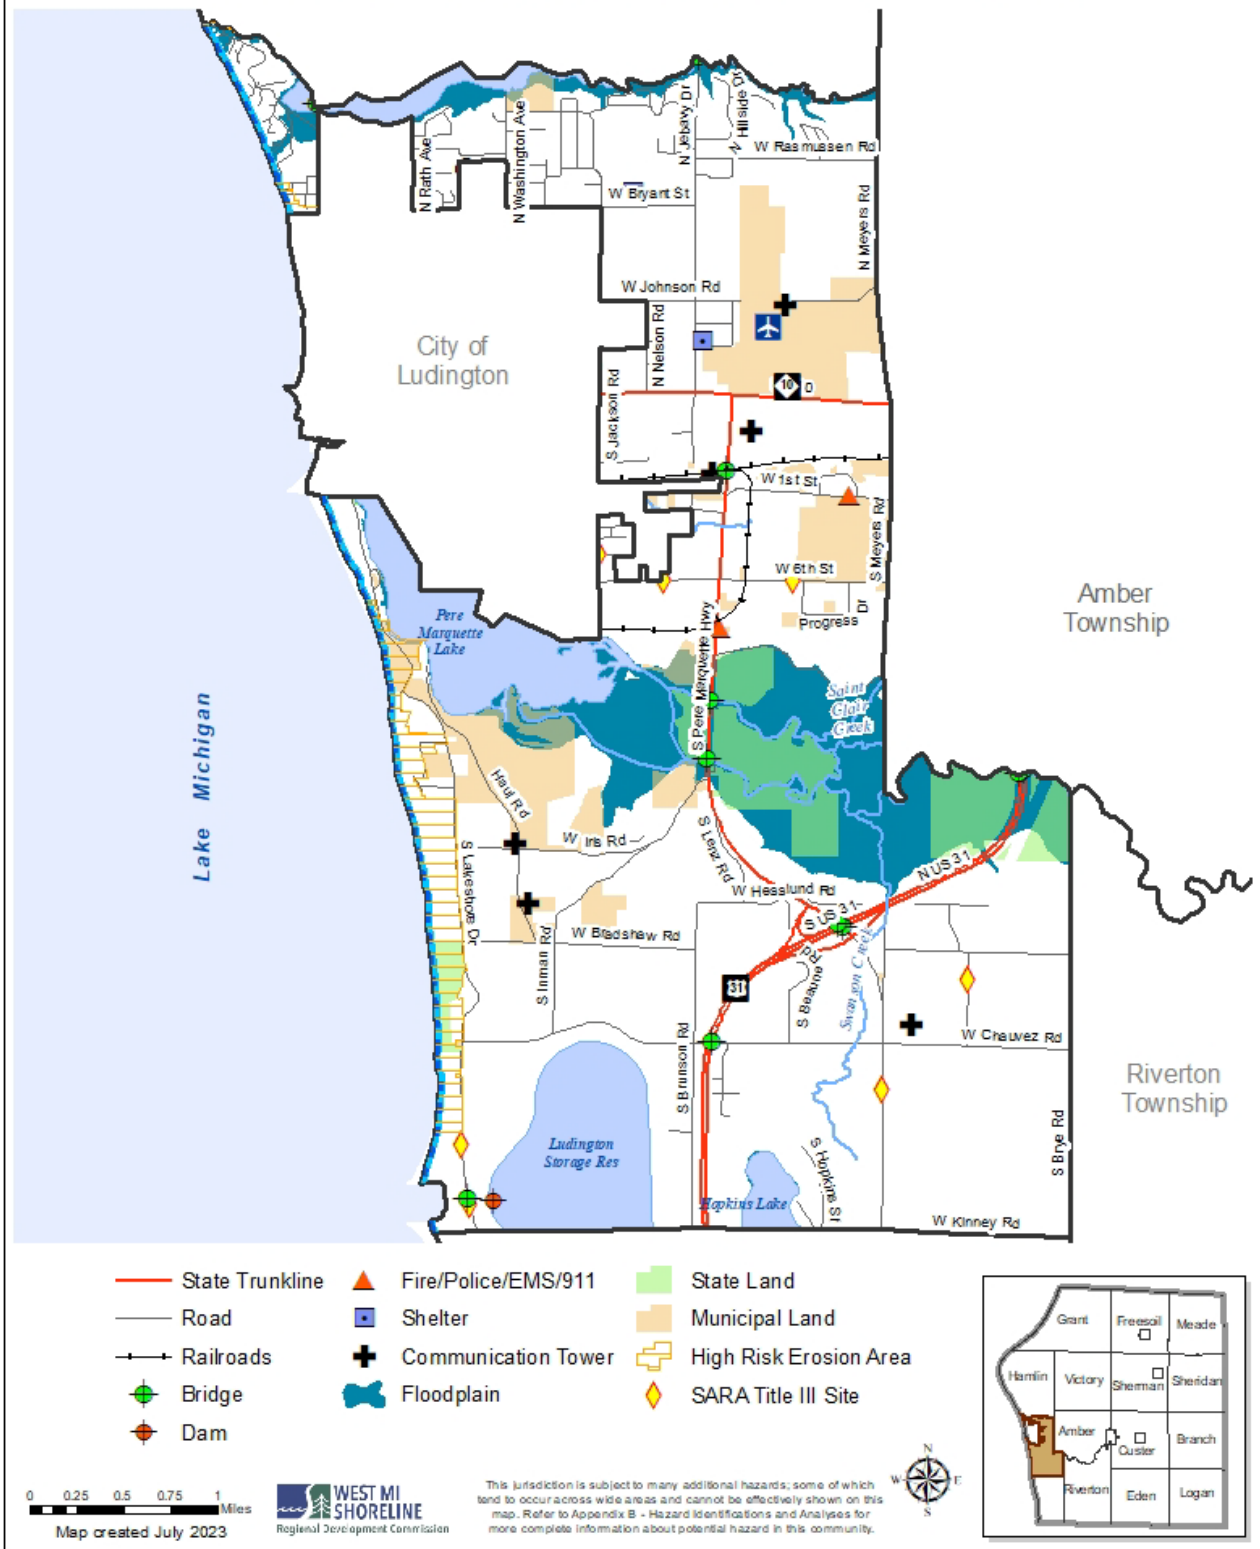 N Hillside Dr
N Jebavy Dr
W Rasmussen Rd
N Rath Ave
N Washington Ave
W Bryant St
N Meyers Rd
W Johnson Rd
N Nelson Rd
City of
Ludington
10
D
S Jackson Rd
W 1st St
S Meyers Rd
W 6th St
Amber
Township
Progress Dr
Pere
Marquette
Lake
S Pere Marquette Hwy
Saint
Clair
Creek
Lake Michigan
Haul Rd
W Iris Rd
S Lenz Rd
N US 31
S Lakeshore Dr
W Hesslund Rd
S US 31
W Bradshaw Rd
S Inman Rd
S Beaune Rd
Swanson Creek
31
W Chauvez Rd
S Brunson Rd
Riverton
Township
Ludington
Storage Res
S Hopkins St
S Brye Rd
Hopkins Lake
W Kinney Rd
State Trunkline
Road
Railroads
Bridge
Dam
Fire/Police/EMS/911
Shelter
Communication Tower
Floodplain
State Land
Municipal Land
High Risk Erosion Area
SARA Title III Site
Grant
Freesoil
Meade
Hamlin
Victory
Sherman
Sheridan
Amber
Custer
Branch
Riverton
Eden
Logan
0 0.25 0.5 0.75 1
Miles
Map created July 2023
WEST MI
SHORELINE
Regional Development Commission
This jurisdiction is subject to many additional hazards; some of which
tend to occur across wide areas and cannot be effectively shown on this
map. Refer to Appendix B - Hazard Identifications and Analyses for
more complete information about potential hazard in this community.
N
W
E
S